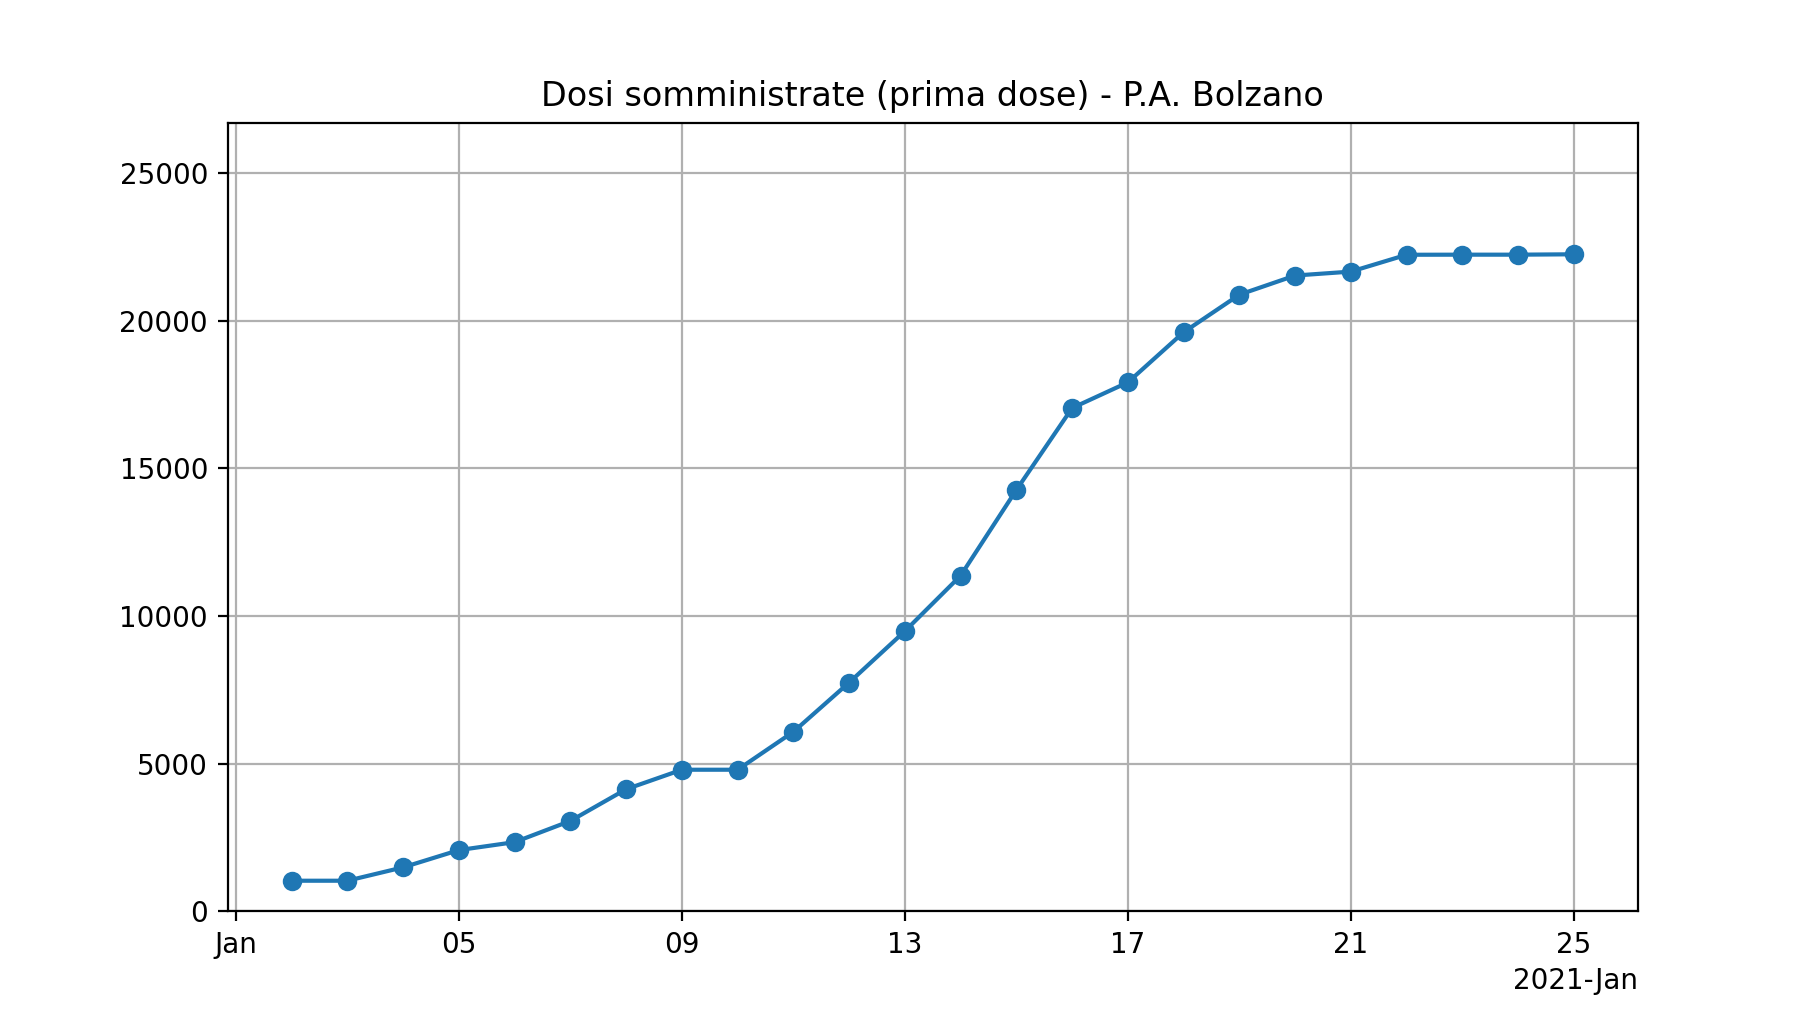 Dosi somministrate (prima dose) - P.A. Bolzano
25000
20000
15000
10000
5000
0
Jan 05 09 13 17 21 25
2021-Jan